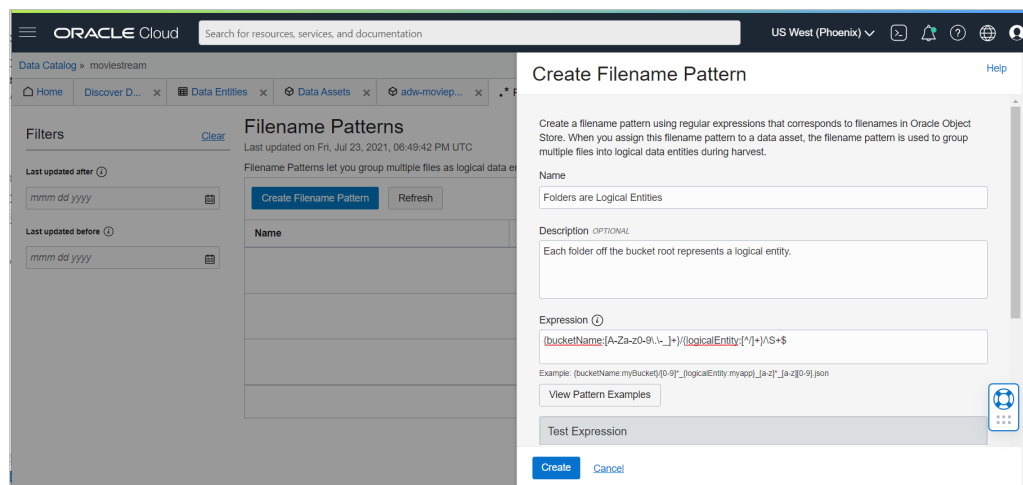 ORACLE Cloud
Search for resources, services, and documentation
US West (Phoenix)
Data Catalog » moviestream
Home
Discover D...
Data Entities
Data Assets
adw-moviep...
Filters
Clear
Last updated after
mmm dd yyyy
Last updated before
mmm dd yyyy
Filename Patterns
Last updated on Fri, Jul 23, 2021, 06:49:42 PM UTC
Filename Patterns let you group multiple files as logical data
Create Filename Pattern
Refresh
Name
Create Filename Pattern
Help
Create a filename pattern using regular expressions that corresponds to filenames in Oracle Object
Store. When you assign this filename pattern to a data asset, the filename pattern is used to group
multiple files into logical data entities during harvest.
Name
Folders are Logical Entities
Description OPTIONAL
Each folder off the bucket root represents a logical entity.
Expression
{bucketName:[A-Za-z0-9\.\-_]+}/{logicalEntity:[^/]+}/\S+$
Example: {bucketName:myBucket}/[0-9]*_{logicalEntity:myapp}_[a-z]*_[a-z][0-9].json
View Pattern Examples
Test Expression
Create
Cancel